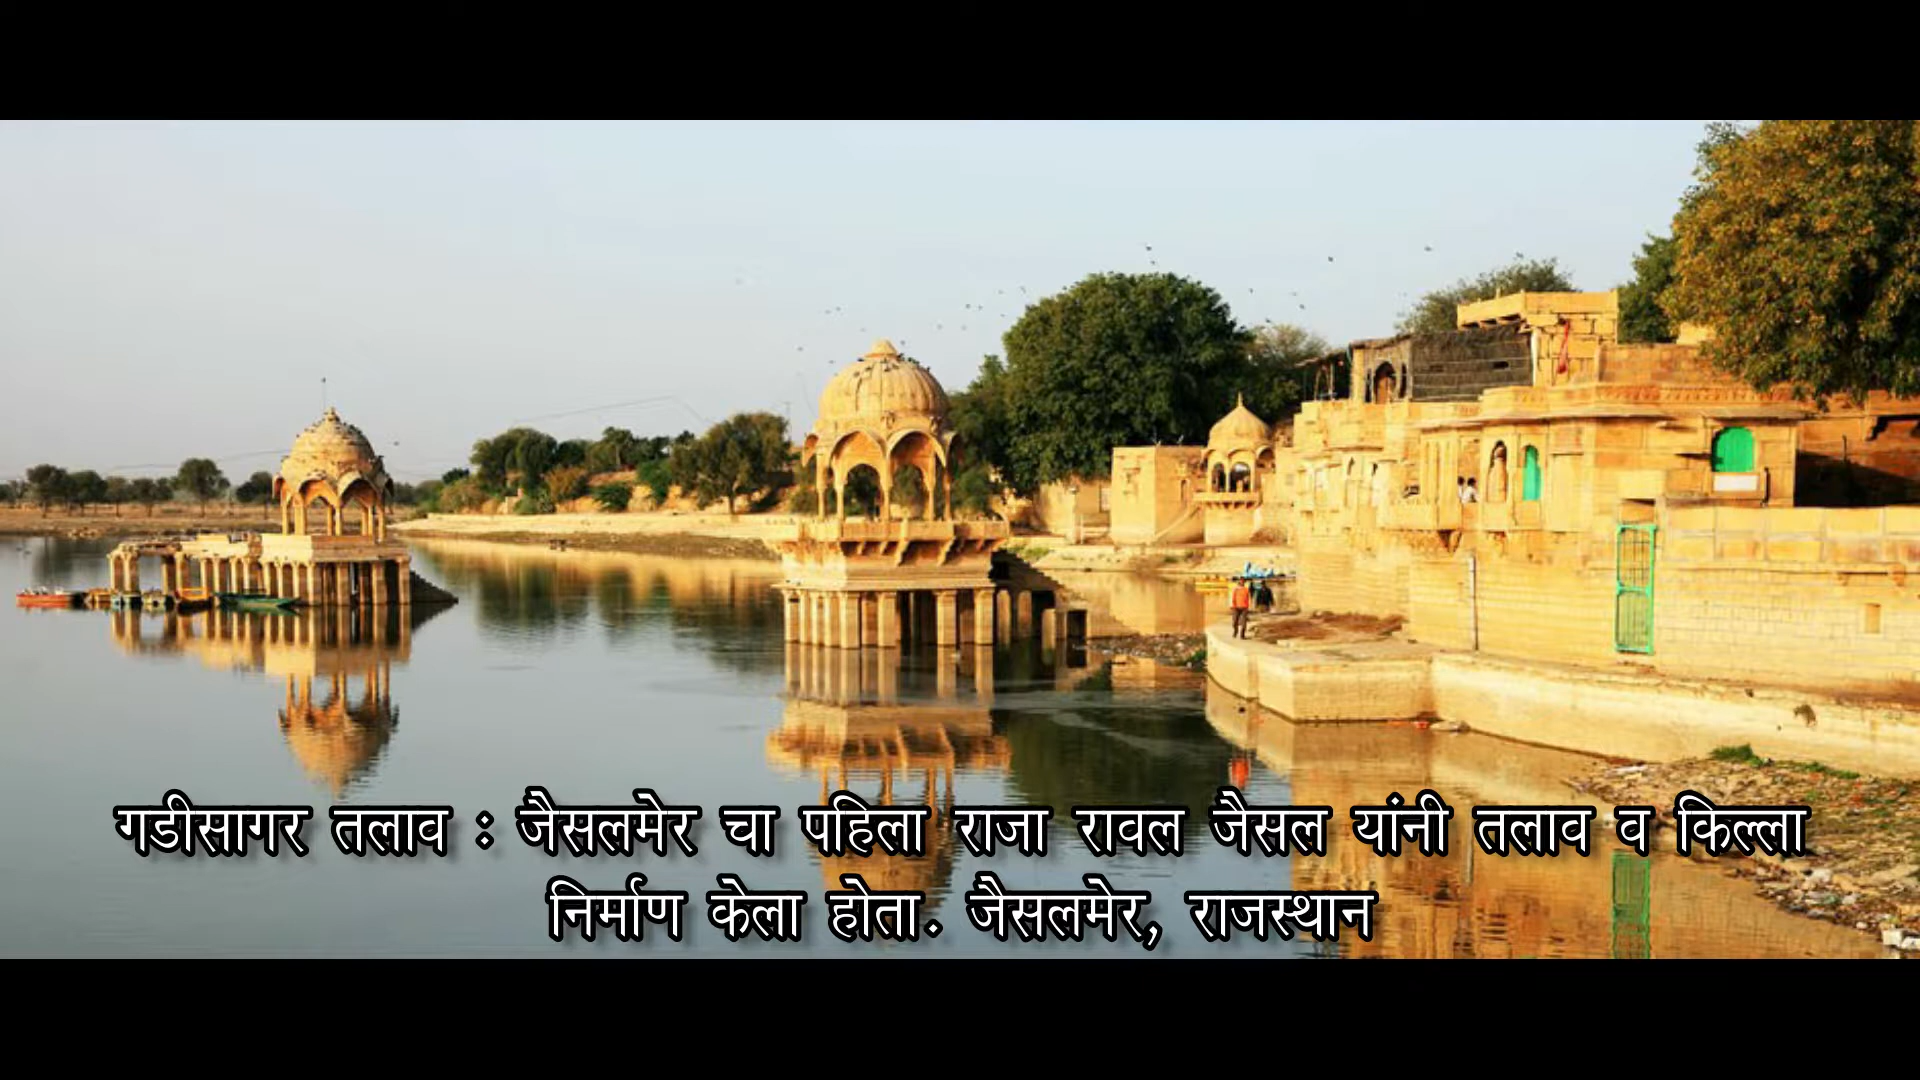 गडीसागर तलाव : जैसलमेर चा पहिला राजा रावल जैसल यांनी तलाव व किल्ला
निर्माण केला होता. जैसलमेर, राजस्थान